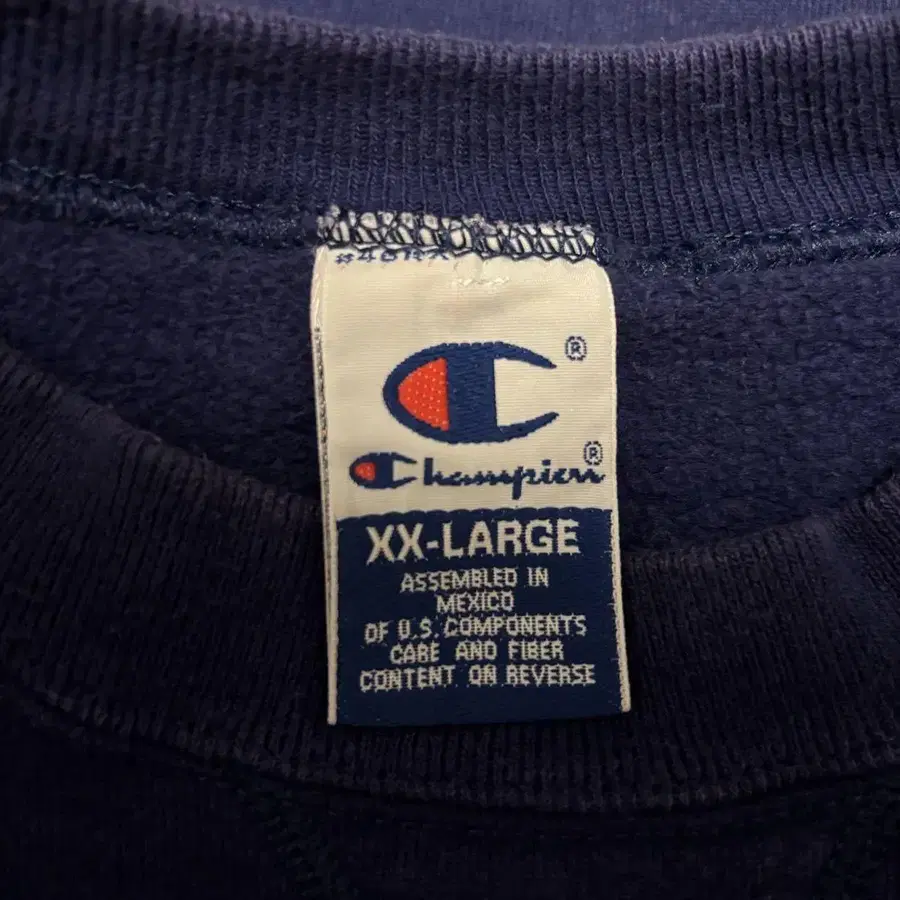 ®
Champion®
XX-LARGE
ASSEMBLED IN
MEXICO
OF U.S. COMPONENTS
CARE AND FIBER
CONTENT ON REVERSE